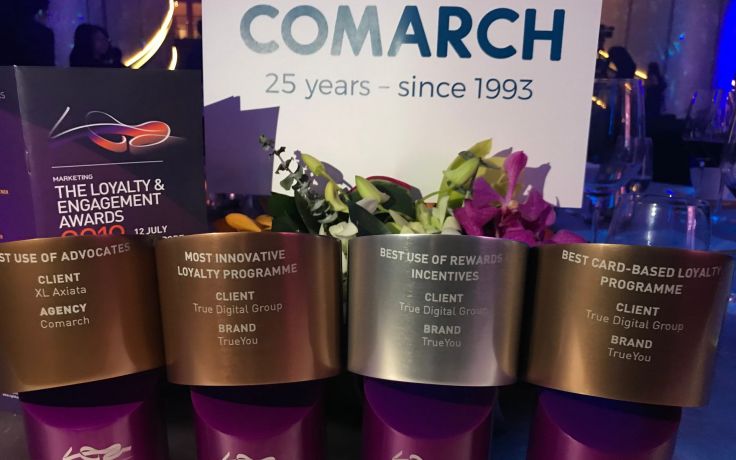 COMARCH
25 years – since 1993
MARKETING
THE LOYALTY &
ENGAGEMENT
AWARDS
12 JULY
USE OF ADVOCATES
CLIENT
XL Axiata
AGENCY
Comarch
MOST INNOVATIVE
LOYALTY PROGRAMME
CLIENT
True Digital Group
BRAND
TrueYou
BEST USE OF REWARDS
INCENTIVES
CLIENT
True Digital Group
BRAND
TrueYou
BEST CARD-BASED LOYALTY
PROGRAMME
CLIENT
True Digital Group
BRAND
TrueYou